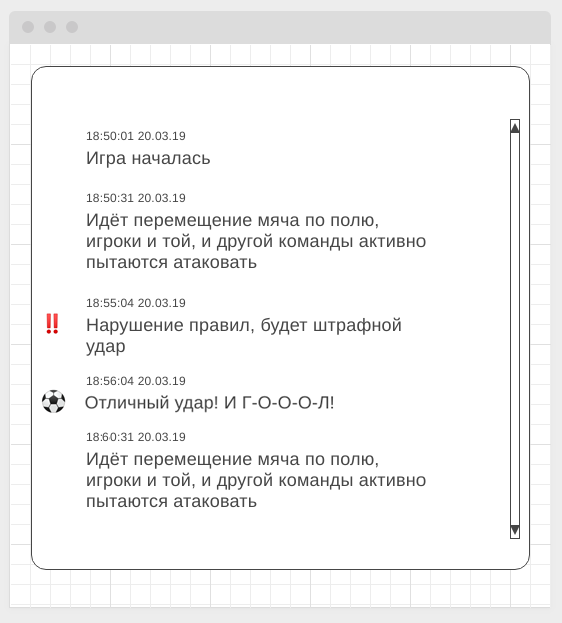 18:50:01 20.03.19
Игра началась
18:50:31 20.03.19
Идёт перемещение мяча по полю,
игроки и той, и другой команды активно
пытаются атаковать
18:55:04 20.03.19
Нарушение правил, будет штрафной
удар
18:56:04 20.03.19
Отличный удар! И Г-О-О-О-Л!
18:60:31 20.03.19
Идёт перемещение мяча по полю,
игроки и той, и другой команды активно
пытаются атаковать